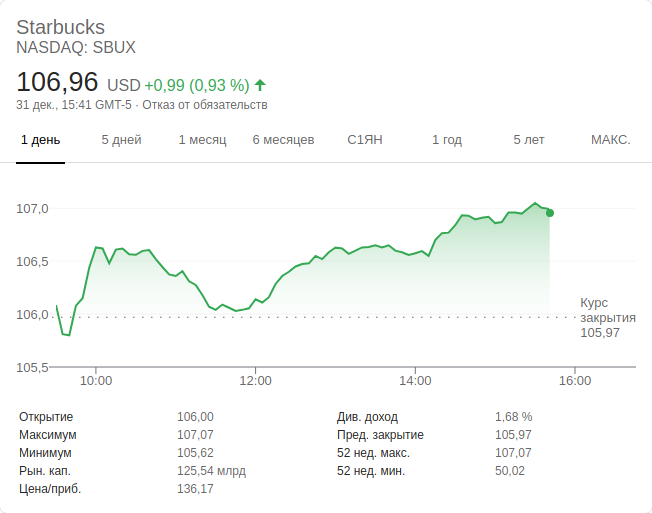 Starbucks
NASDAQ: SBUX
106,96 USD +0,99 (0,93 %)
31 дек., 15:41 GMT-5 · Отказ от обязательств
1 день 5 дней 1 месяц 6 месяцев С1ЯН 1 год 5 лет МАКС.
107,0
106,5
106,0
105,5
Курс
закрытия
105,97
10:00 12:00 14:00 16:00
Открытие 106,00 Див. доход 1,68 %
Максимум 107,07 Пред. закрытие 105,97
Минимум 105,62 52 нед. макс. 107,07
Рын. кап. 125,54 млрд 52 нед. мин. 50,02
Цена/приб. 136,17